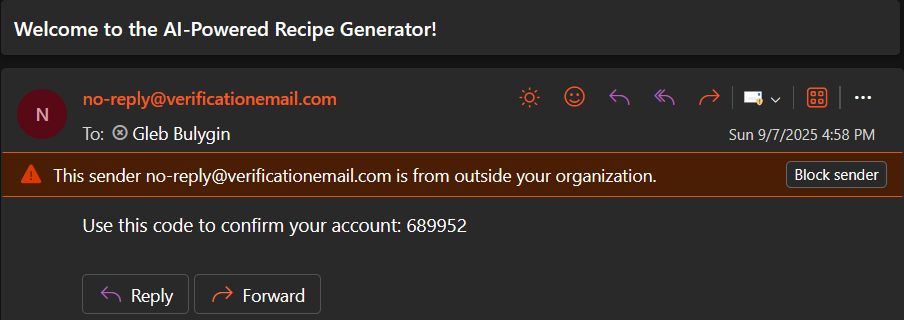 Welcome to the AI-Powered Recipe Generator!
N
no-reply@verificationemail.com
To: Gleb Bulygin
Sun 9/7/2025 4:58 PM
This sender no-reply@verificationemail.com is from outside your organization.
Block sender
Use this code to confirm your account: 689952
Reply
Forward